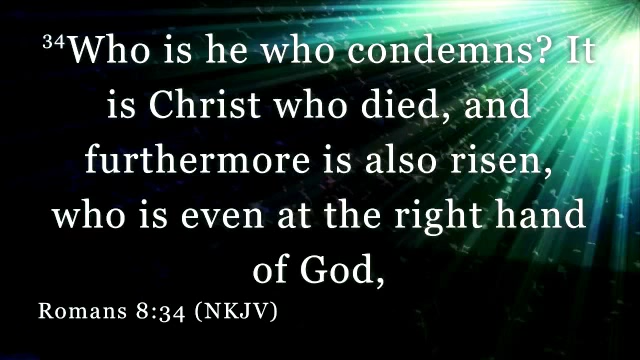 ³⁴Who is he who condemns? It
is Christ who died, and
furthermore is also risen,
who is even at the right hand
of God,
Romans 8:34 (NKJV)